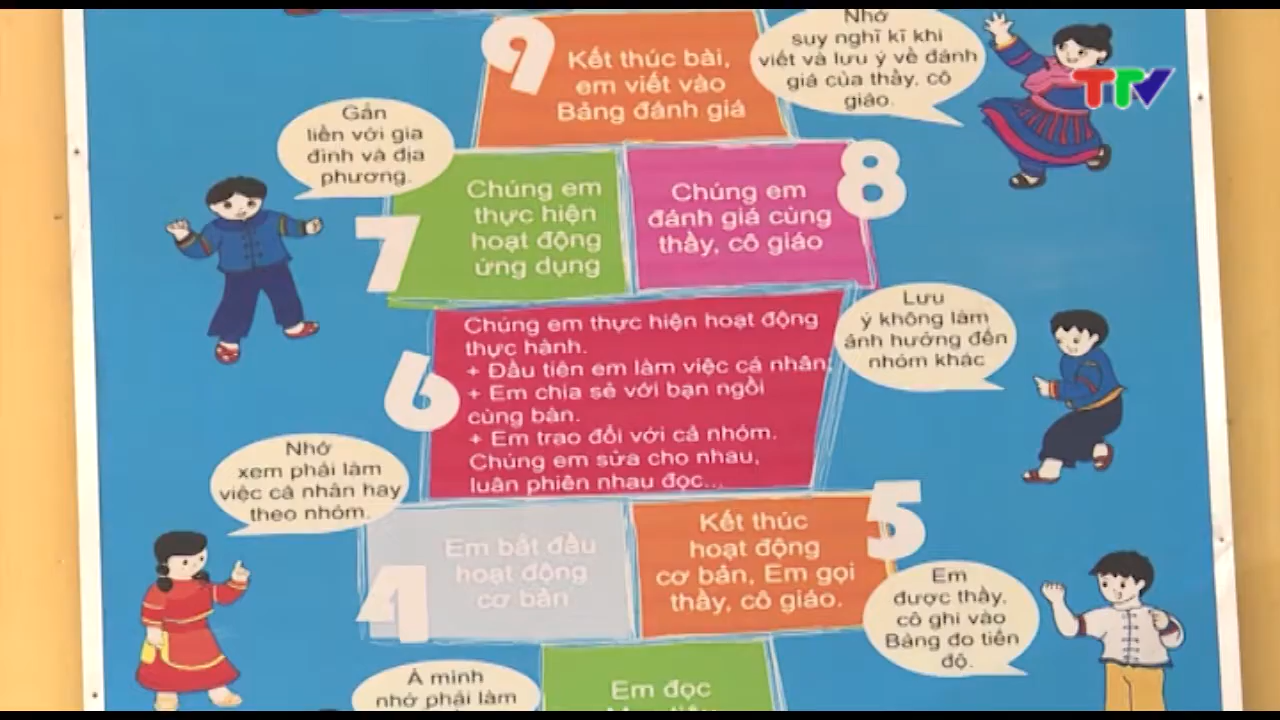 9
Kết thúc bài,
em viết vào
Bảng đánh giá
Nhớ
suy nghĩ kĩ khi
viết và lưu ý về đánh
giá của thầy, cô
giáo.
TTV
Gắn
liền với gia
đình và địa
phương.
7
Chúng em
thực hiện
hoạt động
ứng dụng
8
Chúng em
đánh giá cùng
thầy, cô giáo
6
Chúng em thực hiện hoạt động
thực hành.
+ Đầu tiên em làm việc cá nhân;
+ Em chia sẻ với bạn ngồi
cùng bàn.
+ Em trao đổi với cả nhóm.
Chúng em sửa cho nhau,
luân phiên nhau đọc...
Lưu
ý không làm
ảnh hưởng đến
nhóm khác
Nhớ
xem phải làm
việc cá nhân hay
theo nhóm.
4
Em bắt đầu
hoạt động
cơ bản
5
Kết thúc
hoạt động
cơ bản, Em gọi
thầy, cô giáo.
Em
được thầy,
cô ghi vào
Bảng đo tiến
độ.
À mình
nhớ phải làm
Em đọc